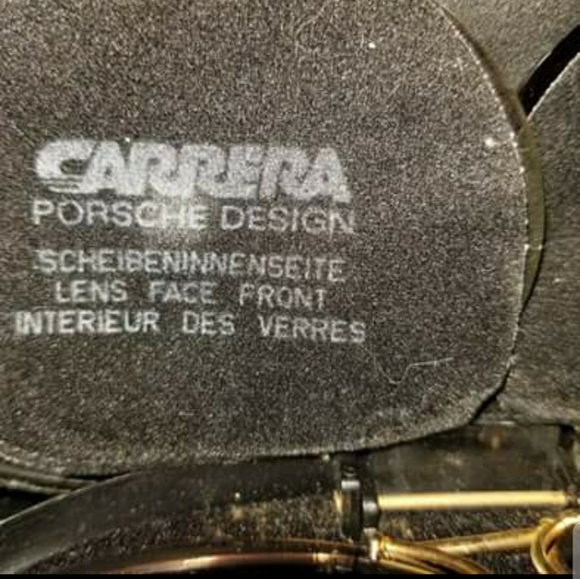 CARRERA
PORSCHE DESIGN
SCHEIBENINNENSEITE
LENS FACE FRONT
INTERIEUR DES VERRES